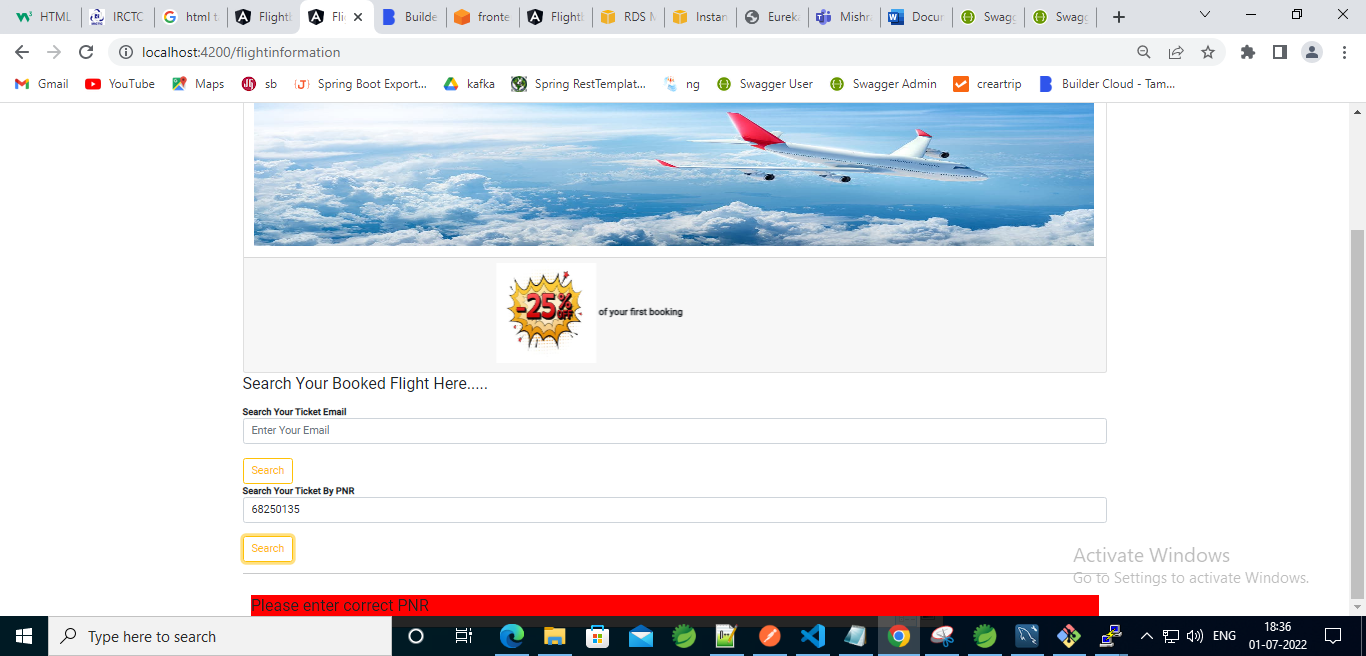 HTML
IRCTC
html t
Flight
Fli
Builde
fronte
Flight
RDS M
Instan
Eureka
Mishra
Docur
Swagg
Swagg
localhost:4200/flightinformation
Gmail
YouTube
Maps
sb
Spring Boot Export...
kafka
Spring RestTemplat...
ng
Swagger User
Swagger Admin
creartrip
Builder Cloud - Tam...
-25% OFF
of your first booking
Search Your Booked Flight Here.....
Search Your Ticket Email
Enter Your Email
Search
Search Your Ticket By PNR
68250135
Search
Activate Windows
Go to Settings to activate Windows.
Please enter correct PNR
Type here to search
ENG
18:36
01-07-2022